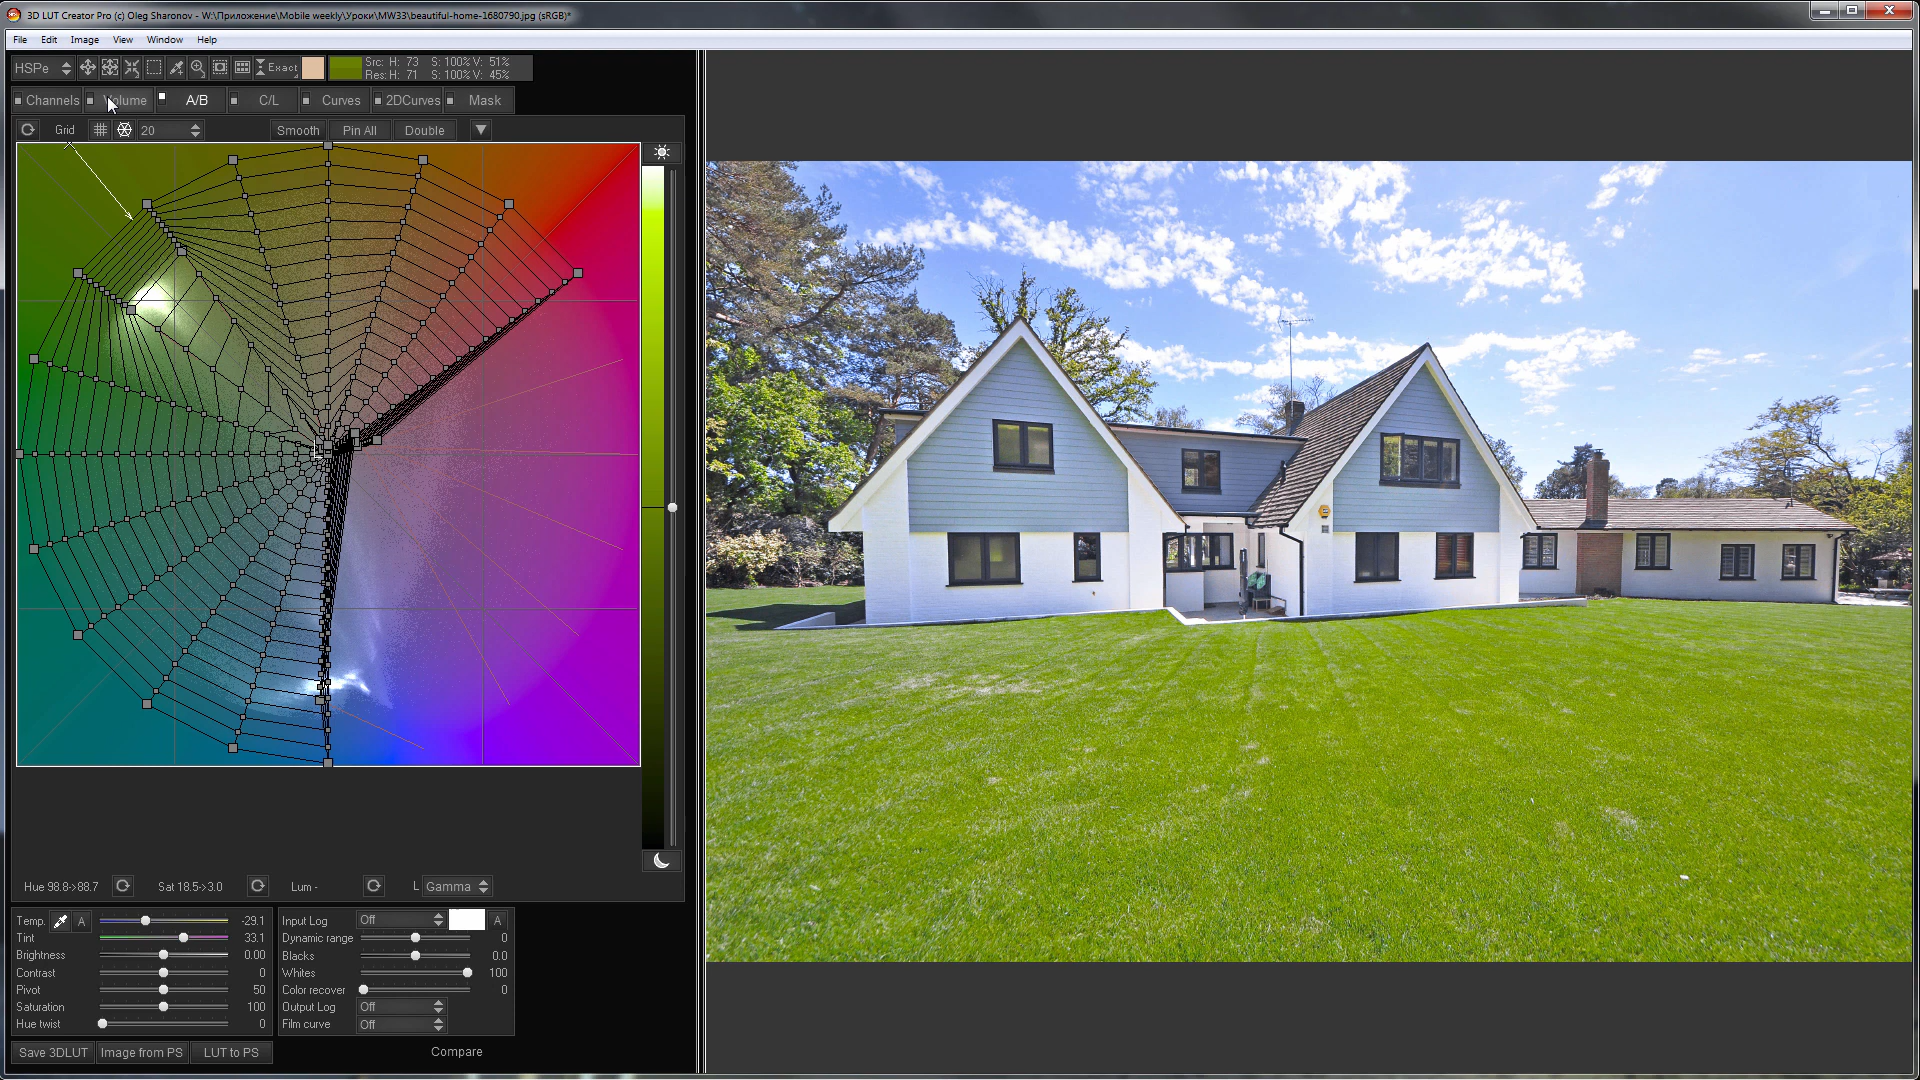 3D LUT Creator Pro (c) Oleg Sharonov - W:\Приложение\Mobile weekly\Уроки\MW33\beautiful-home-1680790.jpg (sRGB)*
File Edit Image View Window Help
HSPe Exact Src: H: 73 S: 100% V: 51%
Res: H: 71 S: 100% V: 45%
Channels Volume A/B C/L Curves 2DCurves Mask
Grid 20 Smooth Pin All Double
Hue 98.8->88.7 Sat 18.5->3.0 Lum - L Gamma
Temp. A -29.1 Input Log Off A
Tint 33.1 Dynamic range 0
Brightness 0.00 Blacks 0.0
Contrast 0 Whites 100
Pivot 50 Color recover 0
Saturation 100 Output Log Off
Hue twist 0 Film curve Off
Save 3DLUT Image from PS LUT to PS Compare